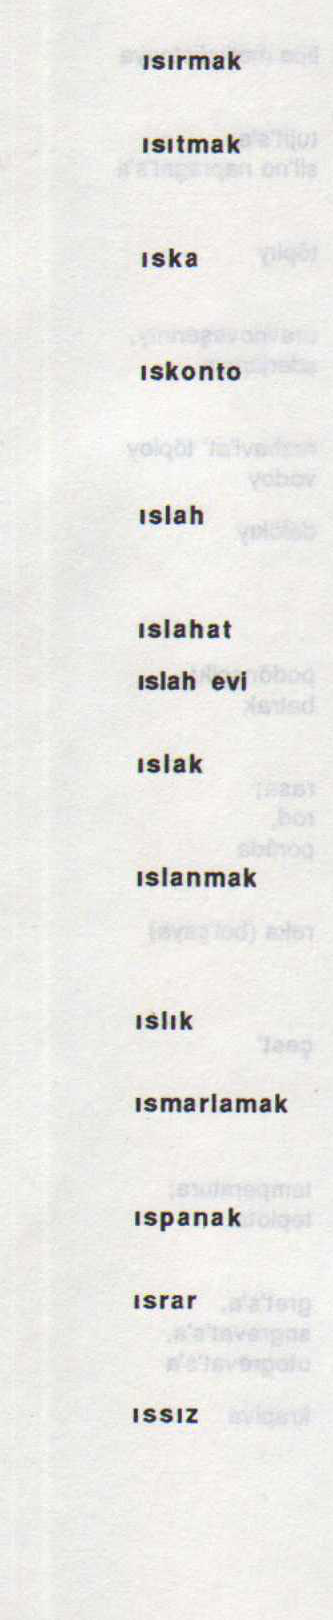 ısırmak
ısıtmak
ıska
ıskonto
ıslah
ıslahat
ıslah evi
ıslak
ıslanmak
ıslık
ısmarlamak
ıspanak
ısrar
ıssız